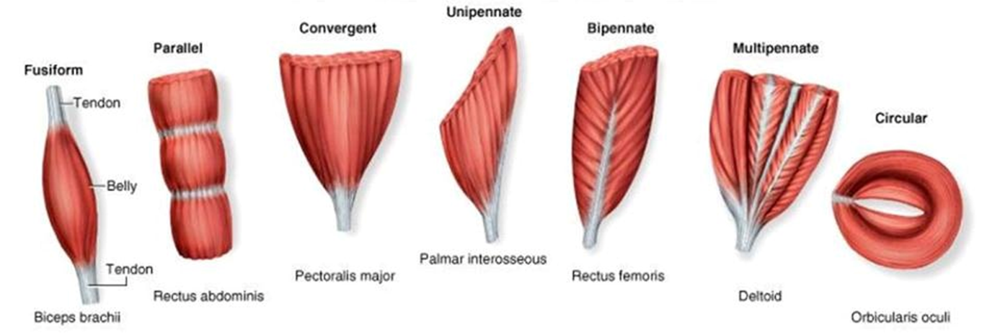 Fusiform
Tendon
Belly
Tendon
Biceps brachii
Parallel
Rectus abdominis
Convergent
Pectoralis major
Unipennate
Palmar interosseous
Bipennate
Rectus femoris
Multipennate
Deltoid
Circular
Orbicularis oculi